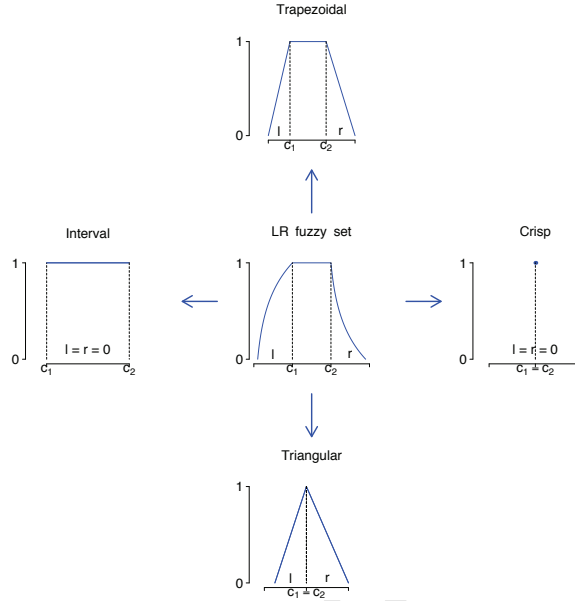 Trapezoidal
1
0
l r
c₁ c₂
Interval
1
0
l = r = 0
c₁ c₂
LR fuzzy set
1
0
l r
c₁ c₂
Crisp
1
0
l = r = 0
c₁ = c₂
Triangular
1
0
l r
c₁ = c₂